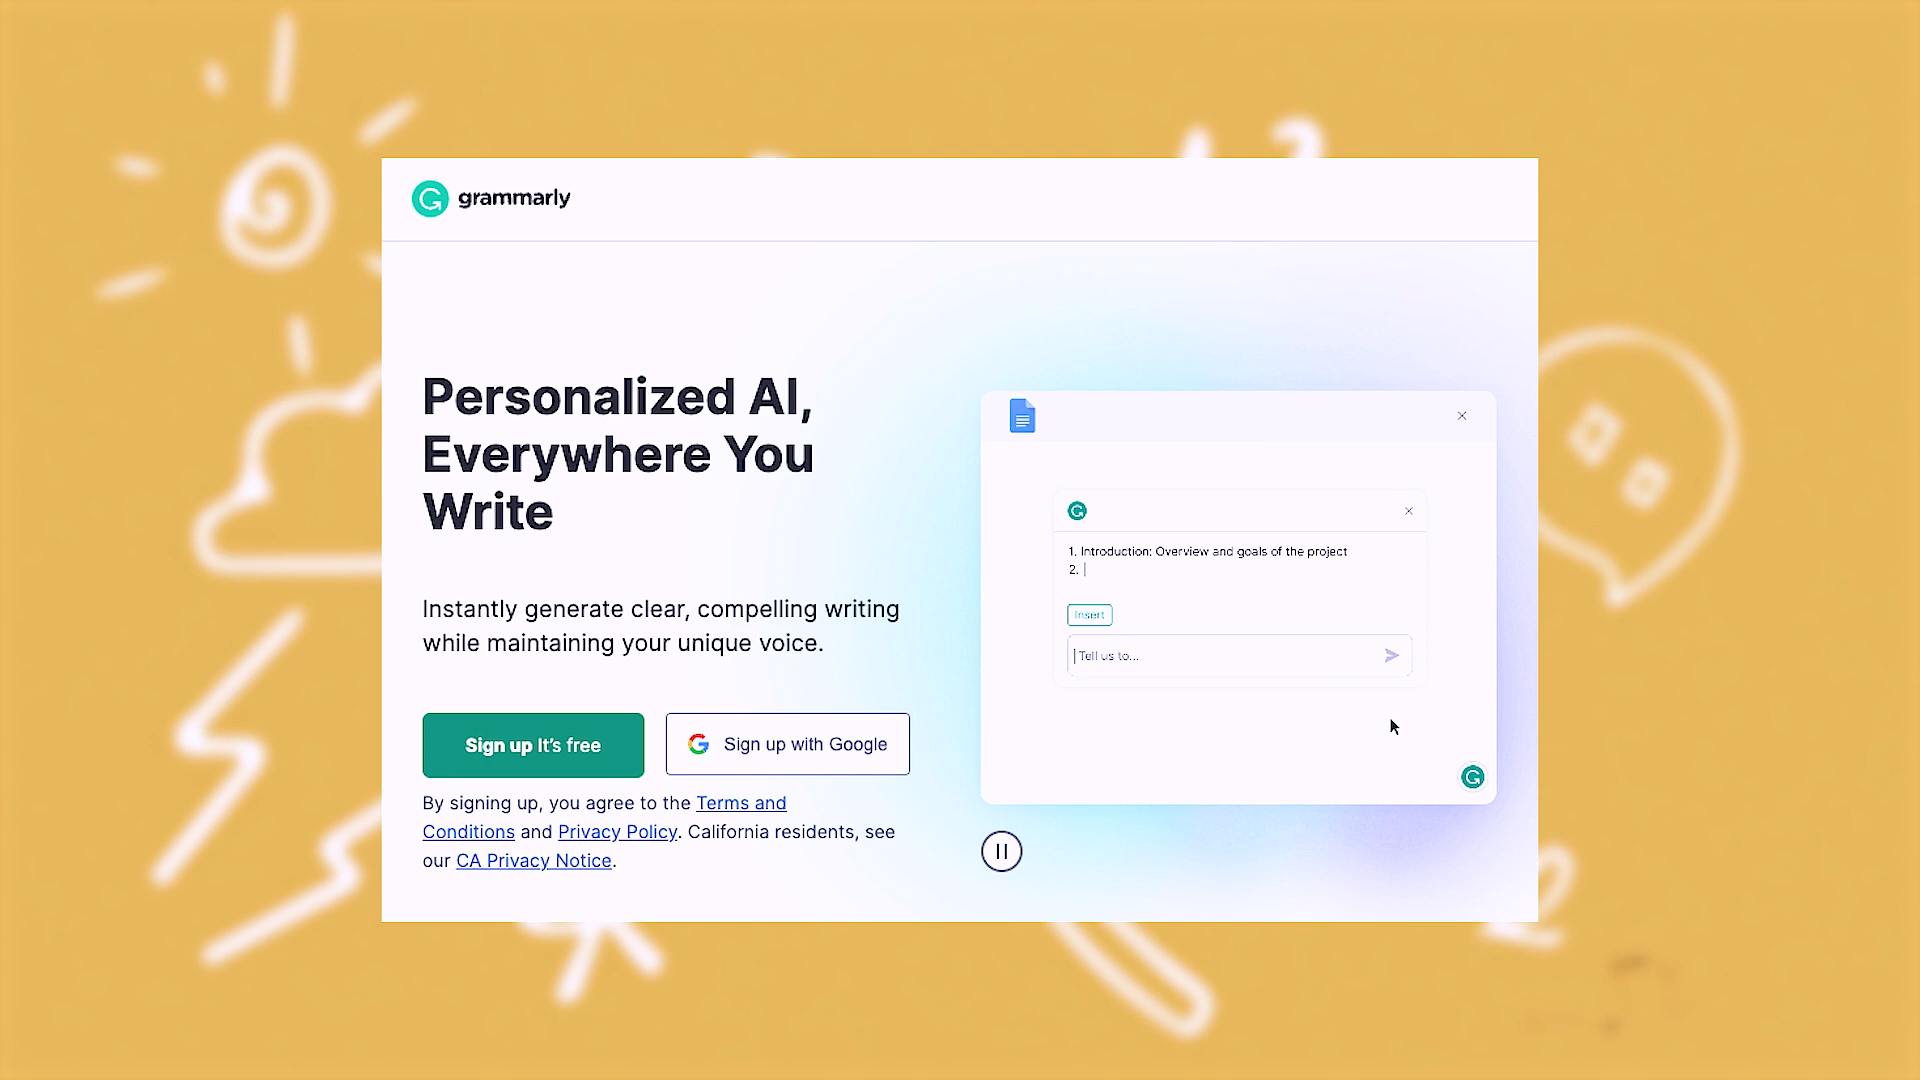 grammarly
Personalized AI,
Everywhere You
Write
Instantly generate clear, compelling writing
while maintaining your unique voice.
Sign up It's free
Sign up with Google
By signing up, you agree to the Terms and
Conditions and Privacy Policy. California residents, see
our CA Privacy Notice.
1. Introduction: Overview and goals of the project
2.
Insert
Tell us to...